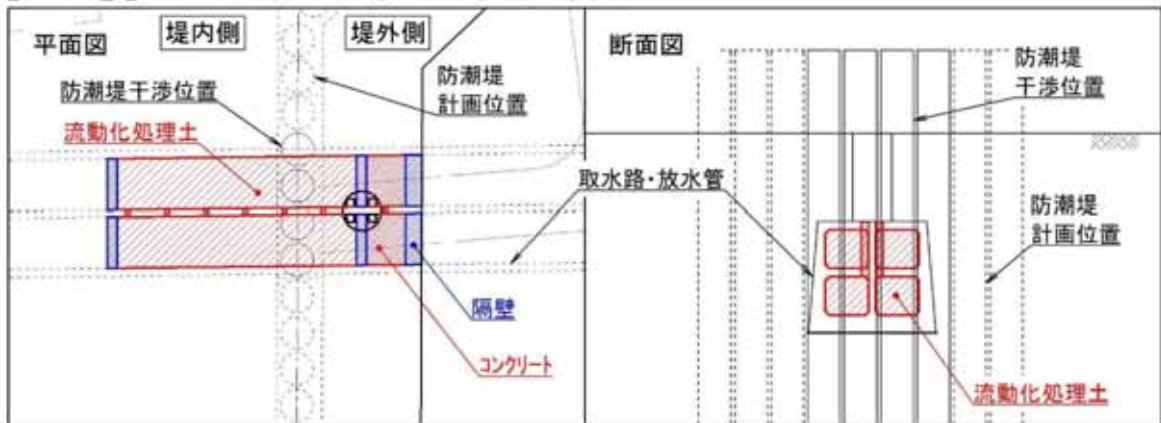 平面図
堤内側
堤外側
防潮堤干渉位置
防潮堤
計画位置
流動化処理土
隔壁
コンクリート
断面図
防潮堤
干渉位置
取水路・放水管
防潮堤
計画位置
流動化処理土